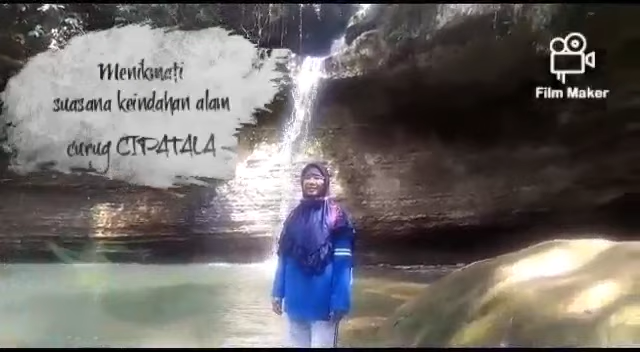 Menikmati
suasana keindahan alam
curug CIPATALA
Film Maker